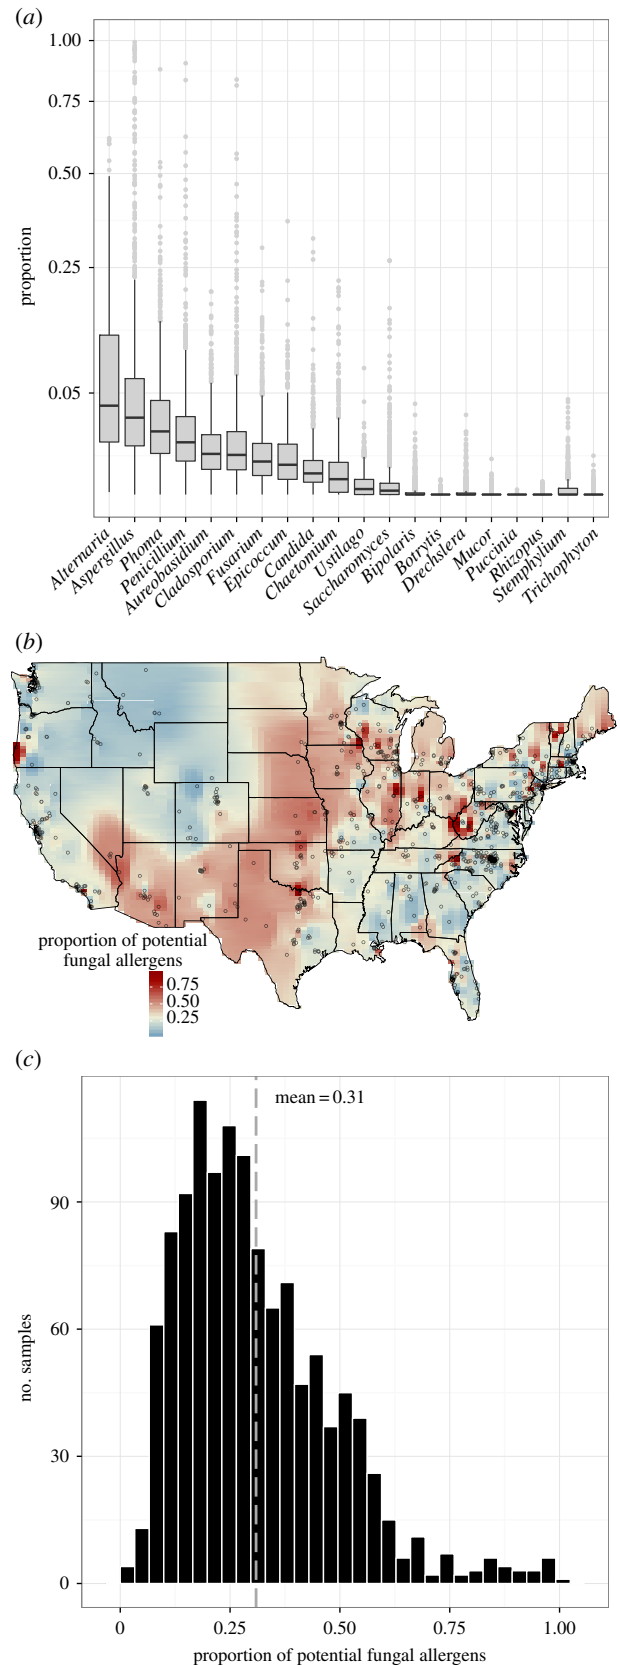 (a)
1.00
0.75
0.50
0.25
0.05
proportion
Alternaria
Aspergillus
Phoma
Penicillium
Aureobasidium
Cladosporium
Fusarium
Epicoccum
Candida
Chaetomium
Ustilago
Saccharomyces
Bipolaris
Botrytis
Drechslera
Mucor
Puccinia
Rhizopus
Stemphylium
Trichophyton
(b)
proportion of potential
fungal allergens
0.75
0.50
0.25
(c)
mean = 0.31
90
60
30
0
no. samples
0
0.25
0.50
0.75
1.00
proportion of potential fungal allergens